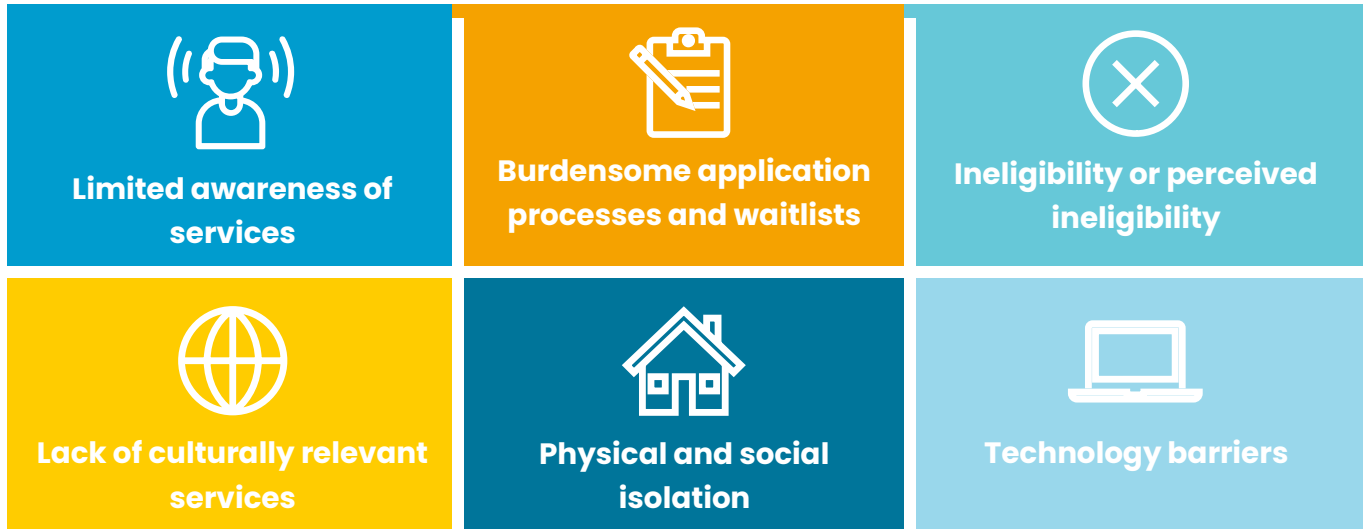 Limited awareness of
services
Burdensome application
processes and waitlists
Ineligibility or perceived
ineligibility
Lack of culturally relevant
services
Physical and social
isolation
Technology barriers